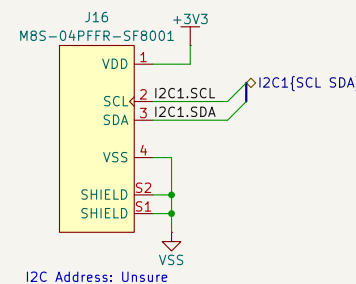 J16
M8S-04PFFR-SF8001
+3V3
VDD 1
SCL 2 I2C1.SCL
I2C1{SCL SDA
SDA 3 I2C1.SDA
VSS 4
SHIELD S2
SHIELD S1
VSS
I2C Address: Unsure